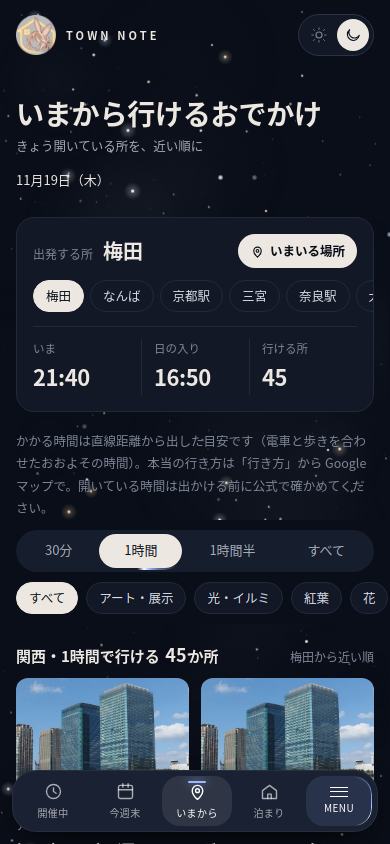 TOWN NOTE
いまから行けるおでかけ
きょう開いている所を、近い順に
11月19日（木）
出発する所 梅田 いまいる場所
梅田 なんば 京都駅 三宮 奈良駅
いま 日の入り 行ける所
21:40 16:50 45
かかる時間は直線距離から出した目安です（電車と歩きを合わ
せたおおよその時間）。本当の行き方は「行き方」から Google
マップで。開いている時間は出かける前に公式で確かめてくだ
さい。
30分 1時間 1時間半 すべて
すべて アート・展示 光・イルミ 紅葉 花
関西・1時間で行ける 45か所 梅田から近い順
開催中 今週末 いまから 泊まり MENU